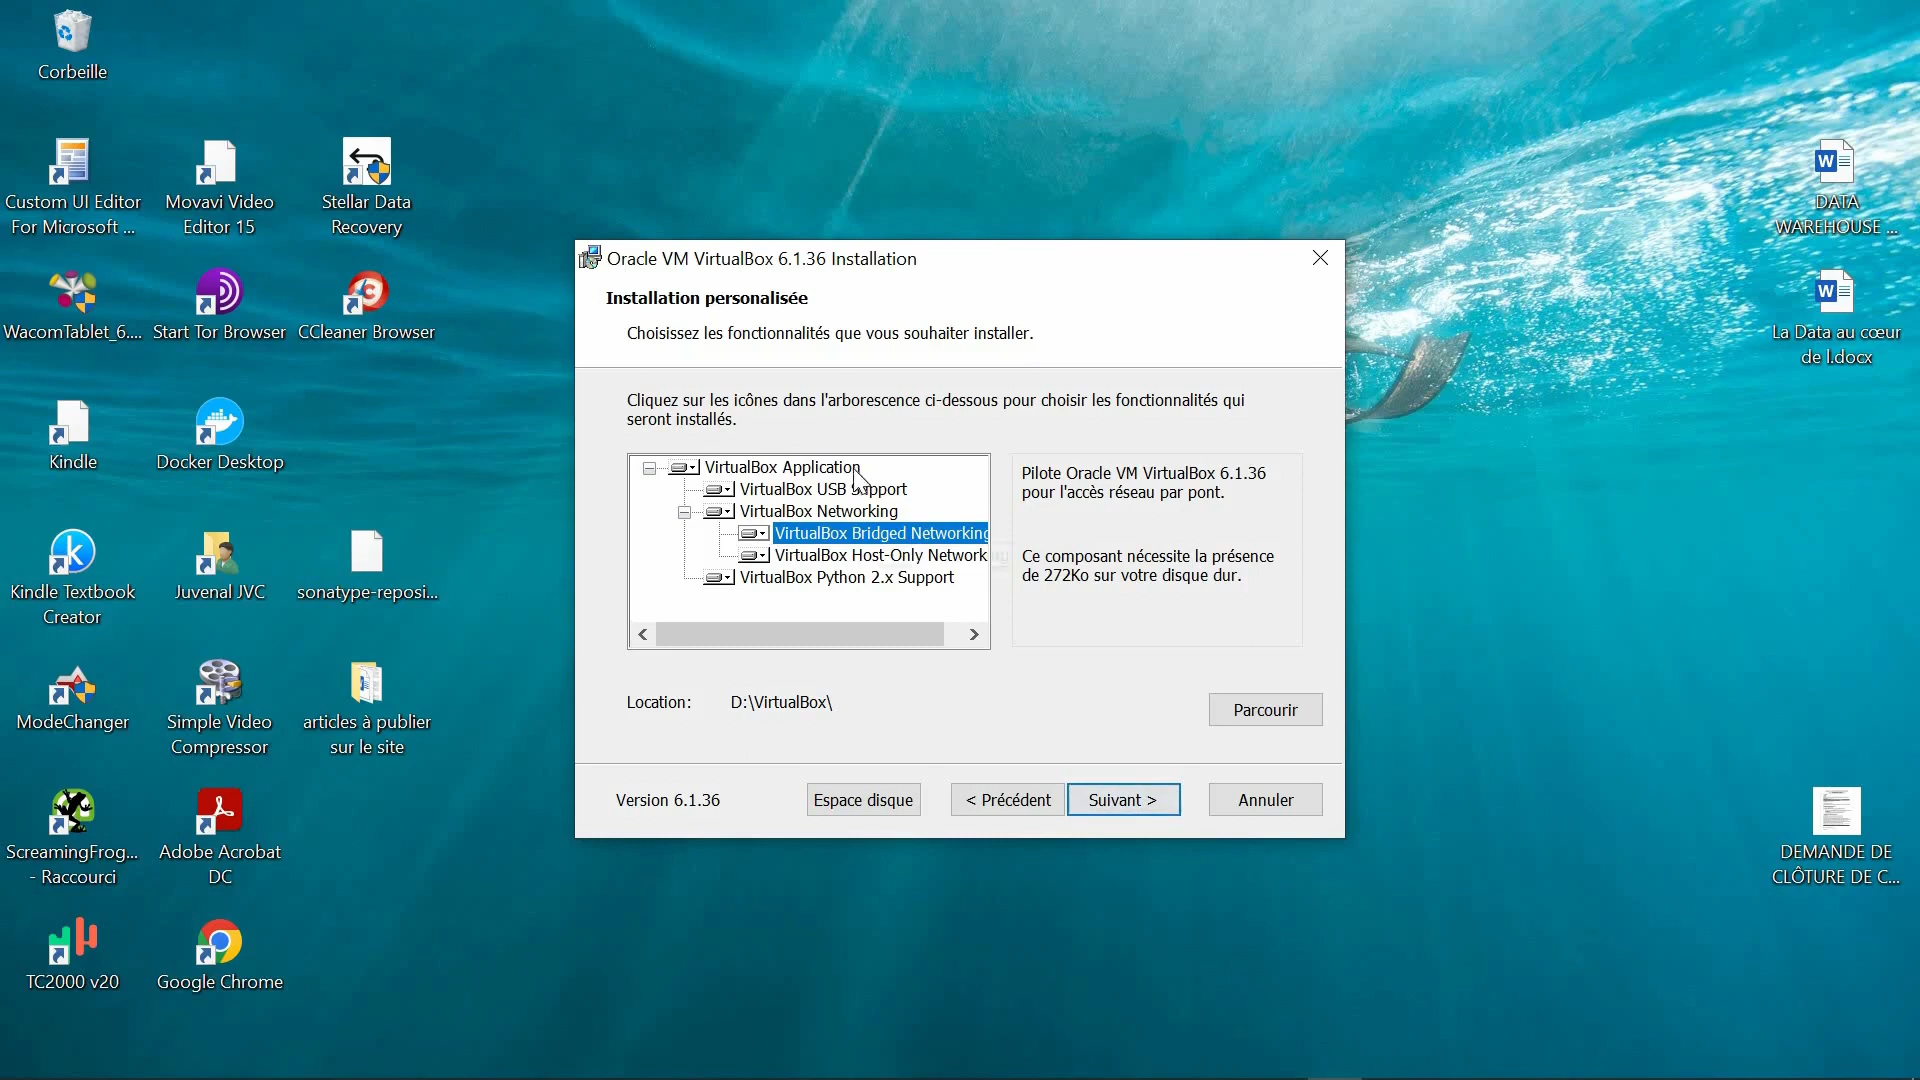 Corbeille
Custom UI Editor
For Microsoft ...
Movavi Video
Editor 15
Stellar Data
Recovery
WacomTablet_6....
Start Tor Browser
CCleaner Browser
Kindle
Docker Desktop
Kindle Textbook
Creator
Juvenal JVC
sonatype-reposi...
ModeChanger
Simple Video
Compressor
articles à publier
sur le site
ScreamingFrog...
- Raccourci
Adobe Acrobat
DC
TC2000 v20
Google Chrome
Oracle VM VirtualBox 6.1.36 Installation
Installation personalisée
Choisissez les fonctionnalités que vous souhaiter installer.
Cliquez sur les icônes dans l'arborescence ci-dessous pour choisir les fonctionnalités qui
seront installés.
VirtualBox Application
VirtualBox USB Support
VirtualBox Networking
VirtualBox Bridged Networking
VirtualBox Host-Only Network
VirtualBox Python 2.x Support
Pilote Oracle VM VirtualBox 6.1.36
pour l'accès réseau par pont.
Ce composant nécessite la présence
de 272Ko sur votre disque dur.
Location: D:\VirtualBox\
Parcourir
Version 6.1.36
Espace disque
< Précédent
Suivant >
Annuler
DATA
WAREHOUSE ...
La Data au cœur
de l.docx
DEMANDE DE
CLÔTURE DE C...